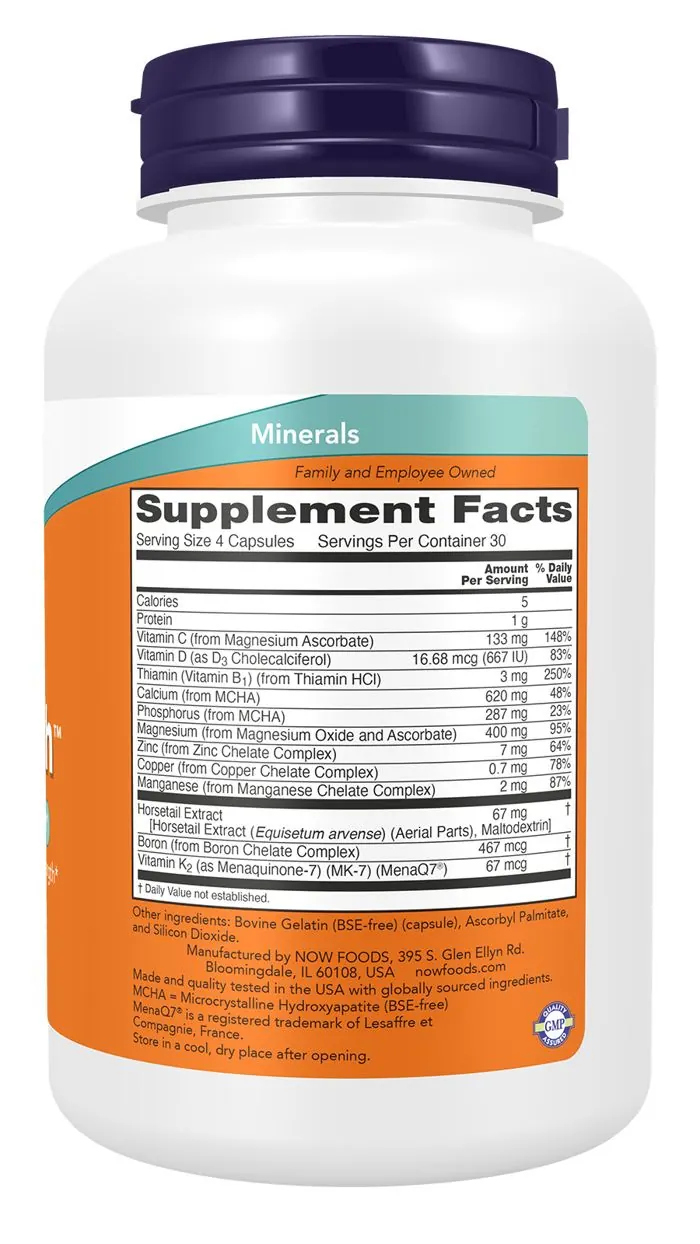 Minerals
Family and Employee Owned
Supplement Facts
Serving Size 4 Capsules Servings Per Container 30
Amount Per Serving % Daily Value
Calories 5
Protein 1 g
Vitamin C (from Magnesium Ascorbate) 133 mg 148%
Vitamin D (as D₃ Cholecalciferol) 16.68 mcg (667 IU) 83%
Thiamin (Vitamin B₁) (from Thiamin HCl) 3 mg 250%
Calcium (from MCHA) 620 mg 48%
Phosphorus (from MCHA) 287 mg 23%
Magnesium (from Magnesium Oxide and Ascorbate) 400 mg 95%
Zinc (from Zinc Chelate Complex) 7 mg 64%
Copper (from Copper Chelate Complex) 0.7 mg 78%
Manganese (from Manganese Chelate Complex) 2 mg 87%
Horsetail Extract 67 mg †
[Horsetail Extract (Equisetum arvense) (Aerial Parts), Maltodextrin]
Boron (from Boron Chelate Complex) 467 mcg †
Vitamin K₂ (as Menaquinone-7) (MK-7) (MenaQ7®) 67 mcg †
† Daily Value not established.
Other ingredients: Bovine Gelatin (BSE-free) (capsule), Ascorbyl Palmitate,
and Silicon Dioxide.
Manufactured by NOW FOODS, 395 S. Glen Ellyn Rd.
Bloomingdale, IL 60108, USA nowfoods.com
Made and quality tested in the USA with globally sourced ingredients.
MCHA = Microcrystalline Hydroxyapatite (BSE-free)
MenaQ7® is a registered trademark of Lesaffre et
Compagnie, France.
Store in a cool, dry place after opening.
QUALITY
GMP
ASSURED